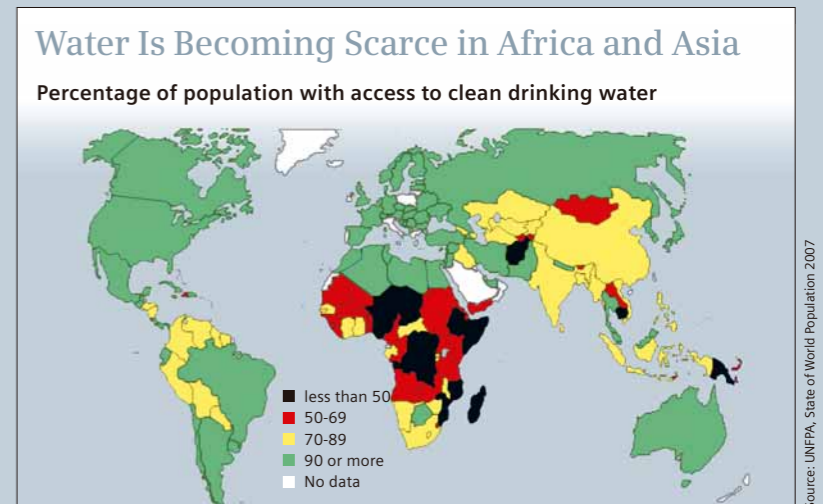 Water Is Becoming Scarce in Africa and Asia
Percentage of population with access to clean drinking water
less than 50
50-69
70-89
90 or more
No data
Source: UNFPA, State of World Population 2007